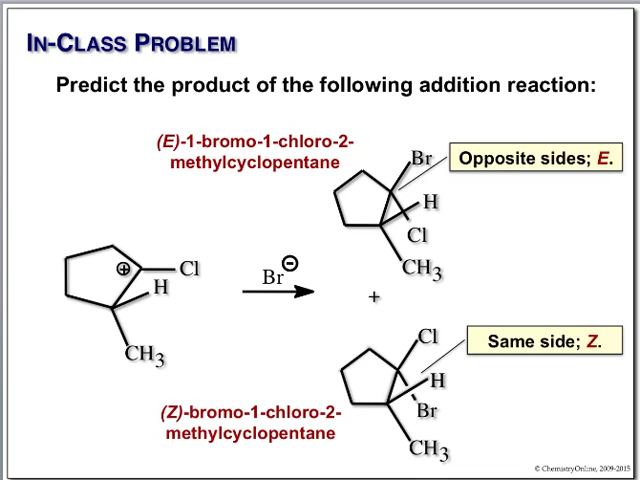 IN-CLASS PROBLEM
Predict the product of the following addition reaction:
(E)-1-bromo-1-chloro-2-
methylcyclopentane
Br
Opposite sides; E.
H
Cl
CH3
⊕
Cl
H
CH3
Br⊖
+
Cl
Same side; Z.
H
Br
CH3
(Z)-bromo-1-chloro-2-
methylcyclopentane
© ChemistryOnline, 2009-2015